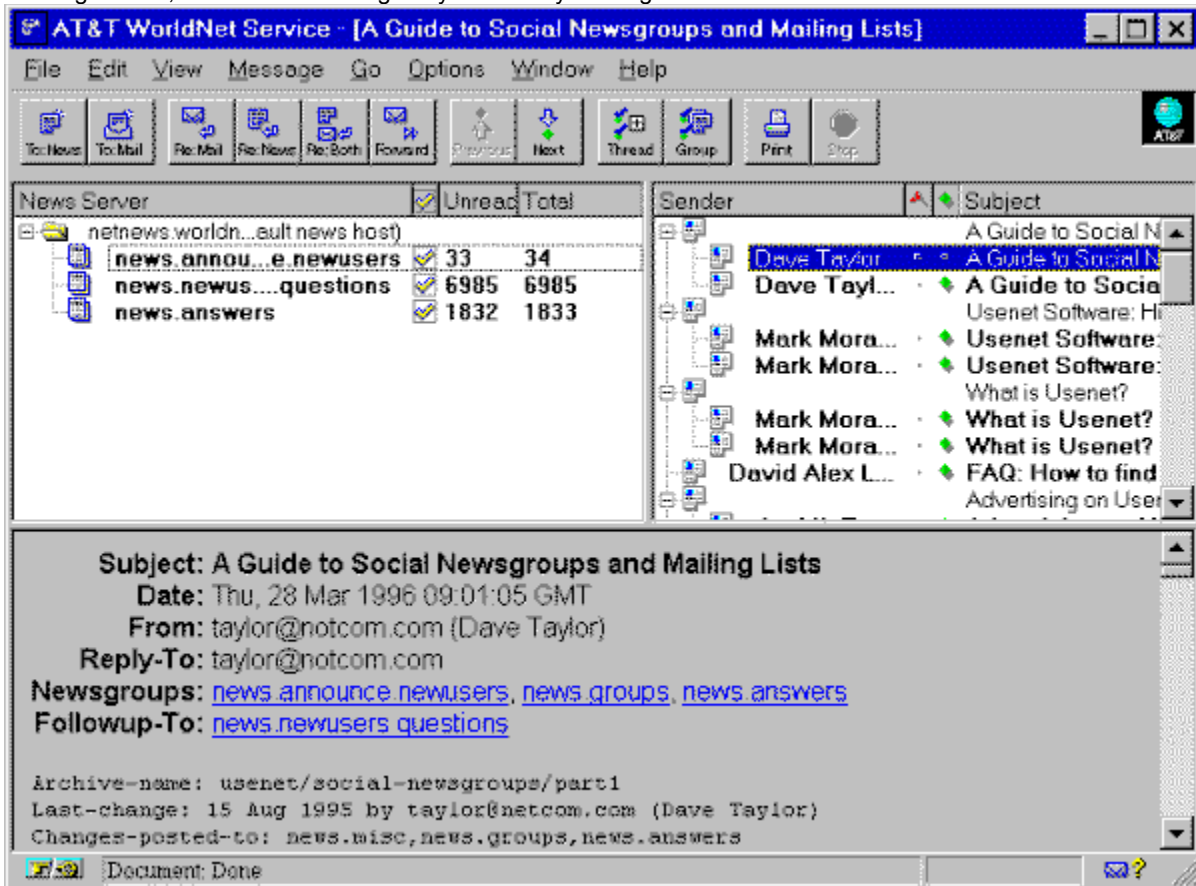 AT&T WorldNet Service - [A Guide to Social Newsgroups and Mailing Lists]
File Edit View Message Go Options Window Help
To: News To: Mail Re: Mail Re: News Re: Both Forward Previous Next Thread Group Print Stop
AT&T
News Server Unread Total
netnews.worldn...ault news host)
news.annou...e.newusers 33 34
news.newus....questions 6985 6985
news.answers 1832 1833
Sender Subject
A Guide to Social N
Dave Taylor A Guide to Social N
Dave Tayl... A Guide to Socia
Usenet Software: Hi
Mark Mora... Usenet Software:
Mark Mora... Usenet Software:
What is Usenet?
Mark Mora... What is Usenet?
Mark Mora... What is Usenet?
David Alex L... FAQ: How to find
Advertising on User
Subject: A Guide to Social Newsgroups and Mailing Lists
Date: Thu, 28 Mar 1996 09:01:05 GMT
From: taylor@notcom.com (Dave Taylor)
Reply-To: taylor@notcom.com
Newsgroups: news.announce.newusers, news.groups, news.answers
Followup-To: news.newusers.questions
Archive-name: usenet/social-newsgroups/part1
Last-change: 15 Aug 1995 by taylor@netcom.com (Dave Taylor)
Changes-posted-to: news.misc,news.groups,news.answers
Document: Done